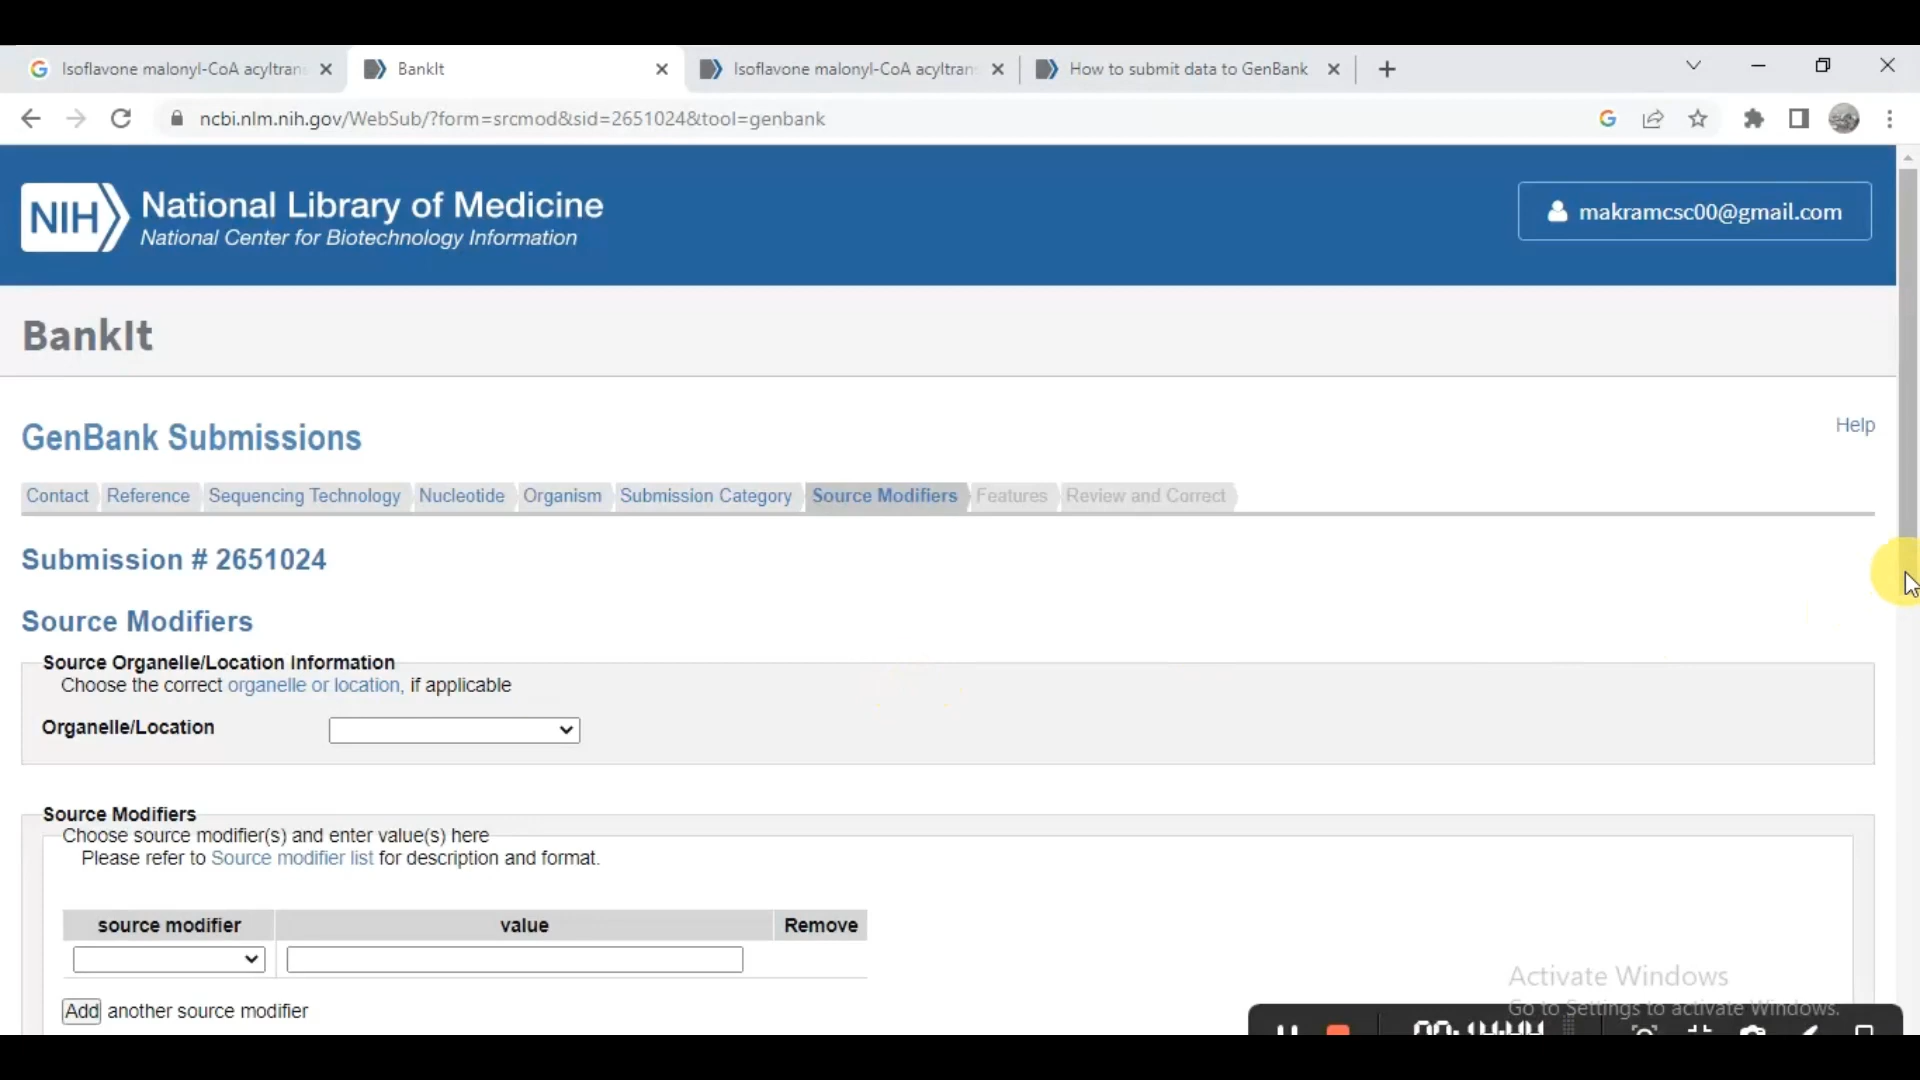 Isoflavone malonyl-CoA acyltran
BankIt
Isoflavone malonyl-CoA acyltran
How to submit data to GenBank
ncbi.nlm.nih.gov/WebSub/?form=srcmod&sid=2651024&tool=genbank
NIH
National Library of Medicine
National Center for Biotechnology Information
makramcsc00@gmail.com
BankIt
GenBank Submissions
Help
Contact Reference Sequencing Technology Nucleotide Organism Submission Category Source Modifiers Features Review and Correct
Submission # 2651024
Source Modifiers
Source Organelle/Location Information
Choose the correct organelle or location, if applicable
Organelle/Location
Source Modifiers
Choose source modifier(s) and enter value(s) here
Please refer to Source modifier list for description and format.
source modifier value Remove
Add another source modifier
Activate Windows
Go to Settings to activate Windows.